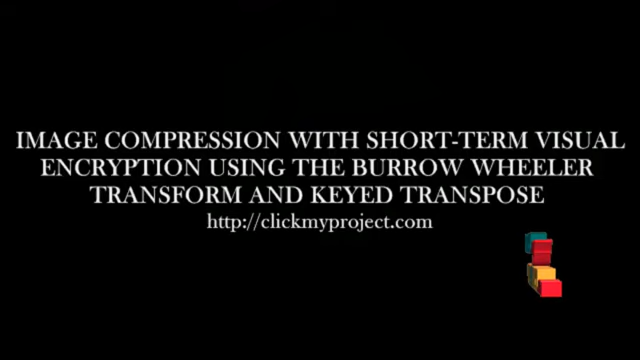 IMAGE COMPRESSION WITH SHORT-TERM VISUAL
ENCRYPTION USING THE BURROW WHEELER
TRANSFORM AND KEYED TRANSPOSE
http://clickmyproject.com